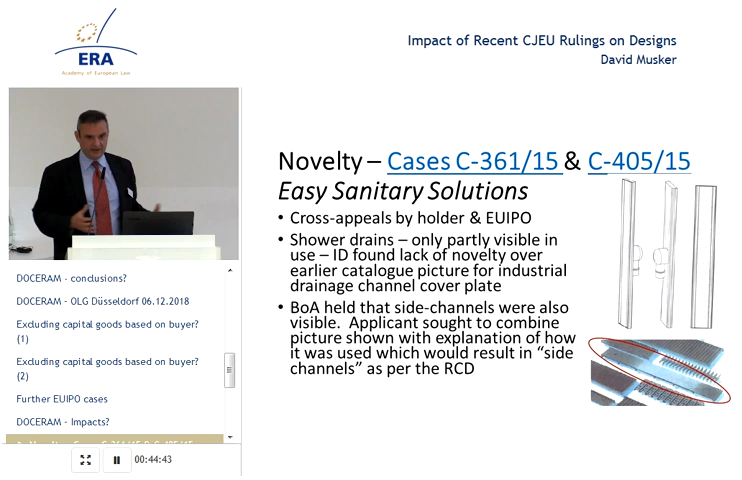 ERA
Academy of European Law
Impact of Recent CJEU Rulings on Designs
David Musker
DOCERAM - conclusions?
DOCERAM - OLG Düsseldorf 06.12.2018
Excluding capital goods based on buyer?
(1)
Excluding capital goods based on buyer?
(2)
Further EUIPO cases
DOCERAM - Impacts?
00:44:43
Novelty – Cases C-361/15 & C-405/15
Easy Sanitary Solutions
• Cross-appeals by holder & EUIPO
• Shower drains – only partly visible in
use – ID found lack of novelty over
earlier catalogue picture for industrial
drainage channel cover plate
• BoA held that side-channels were also
visible. Applicant sought to combine
picture shown with explanation of how
it was used which would result in “side
channels” as per the RCD